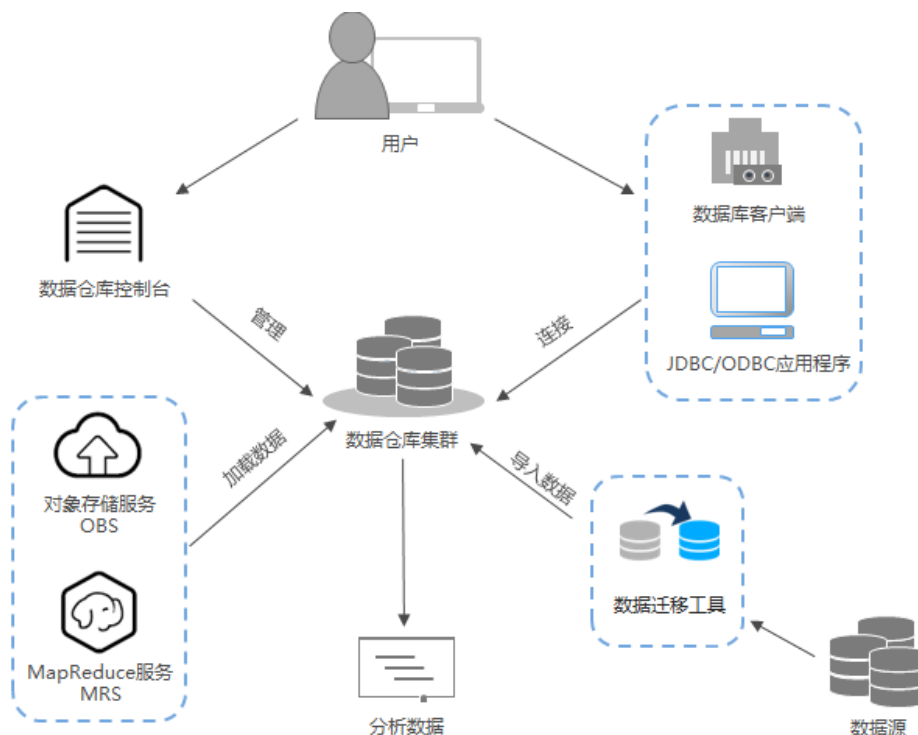 用户
数据库客户端
数据仓库控制台
管理
连接
JDBC/ODBC应用程序
数据仓库集群
加载数据
导入数据
对象存储服务
OBS
数据迁移工具
MapReduce服务
MRS
分析数据
数据源